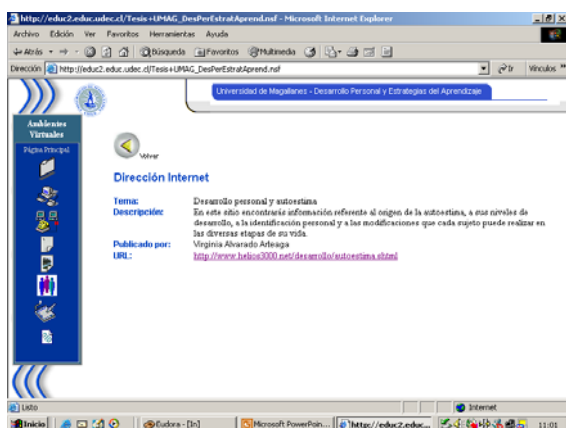 http://educ2.educ.udec.cl/Tesis+UMAG_DesPerEstratAprend.nsf - Microsoft Internet Explorer
Archivo Edición Ver Favoritos Herramientas Ayuda
Atrás Búsqueda Favoritos Multimedia
Dirección http://educ2.educ.udec.cl/Tesis+UMAG_DesPerEstratAprend.nsf Ir Vínculos »
Universidad de Magallanes - Desarrollo Personal y Estrategias del Aprendizaje
Ambientes
Virtuales
Página Principal
Volver
Dirección Internet
Tema: Desarrollo personal y autoestima
Descripción: En este sitio encontrarás información referente al origen de la autoestima, a sus niveles de
desarrollo, a la identificación personal y a las modificaciones que cada sujeto puede realizar en
las diversas etapas de su vida.
Publicado por: Virginia Alvarado Arteaga
URL: http://www.helios3000.net/desarrollo/autoestima.shtml
Listo Internet
Inicio Eudora - [In] Microsoft PowerPoin... http://educ2.educ... 11:01